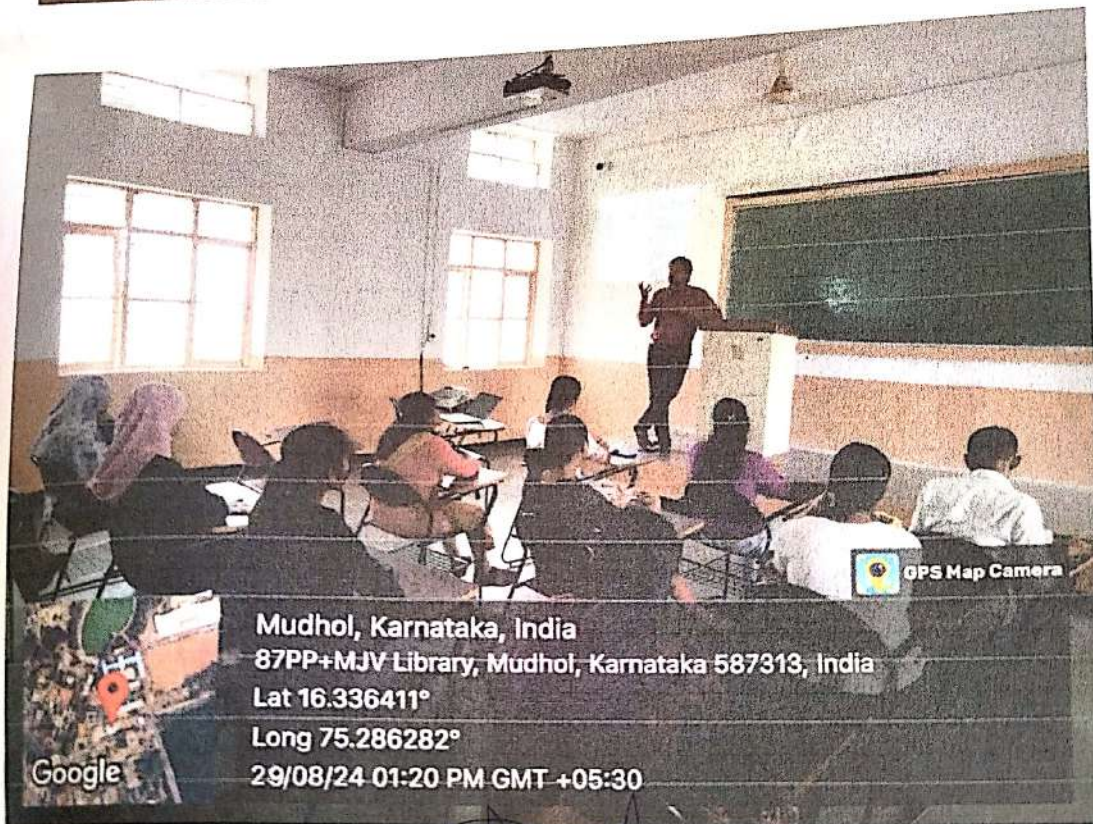 GPS Map Camera
Mudhol, Karnataka, India
87PP+MJV Library, Mudhol, Karnataka 587313, India
Lat 16.336411°
Long 75.286282°
29/08/24 01:20 PM GMT +05:30
Google